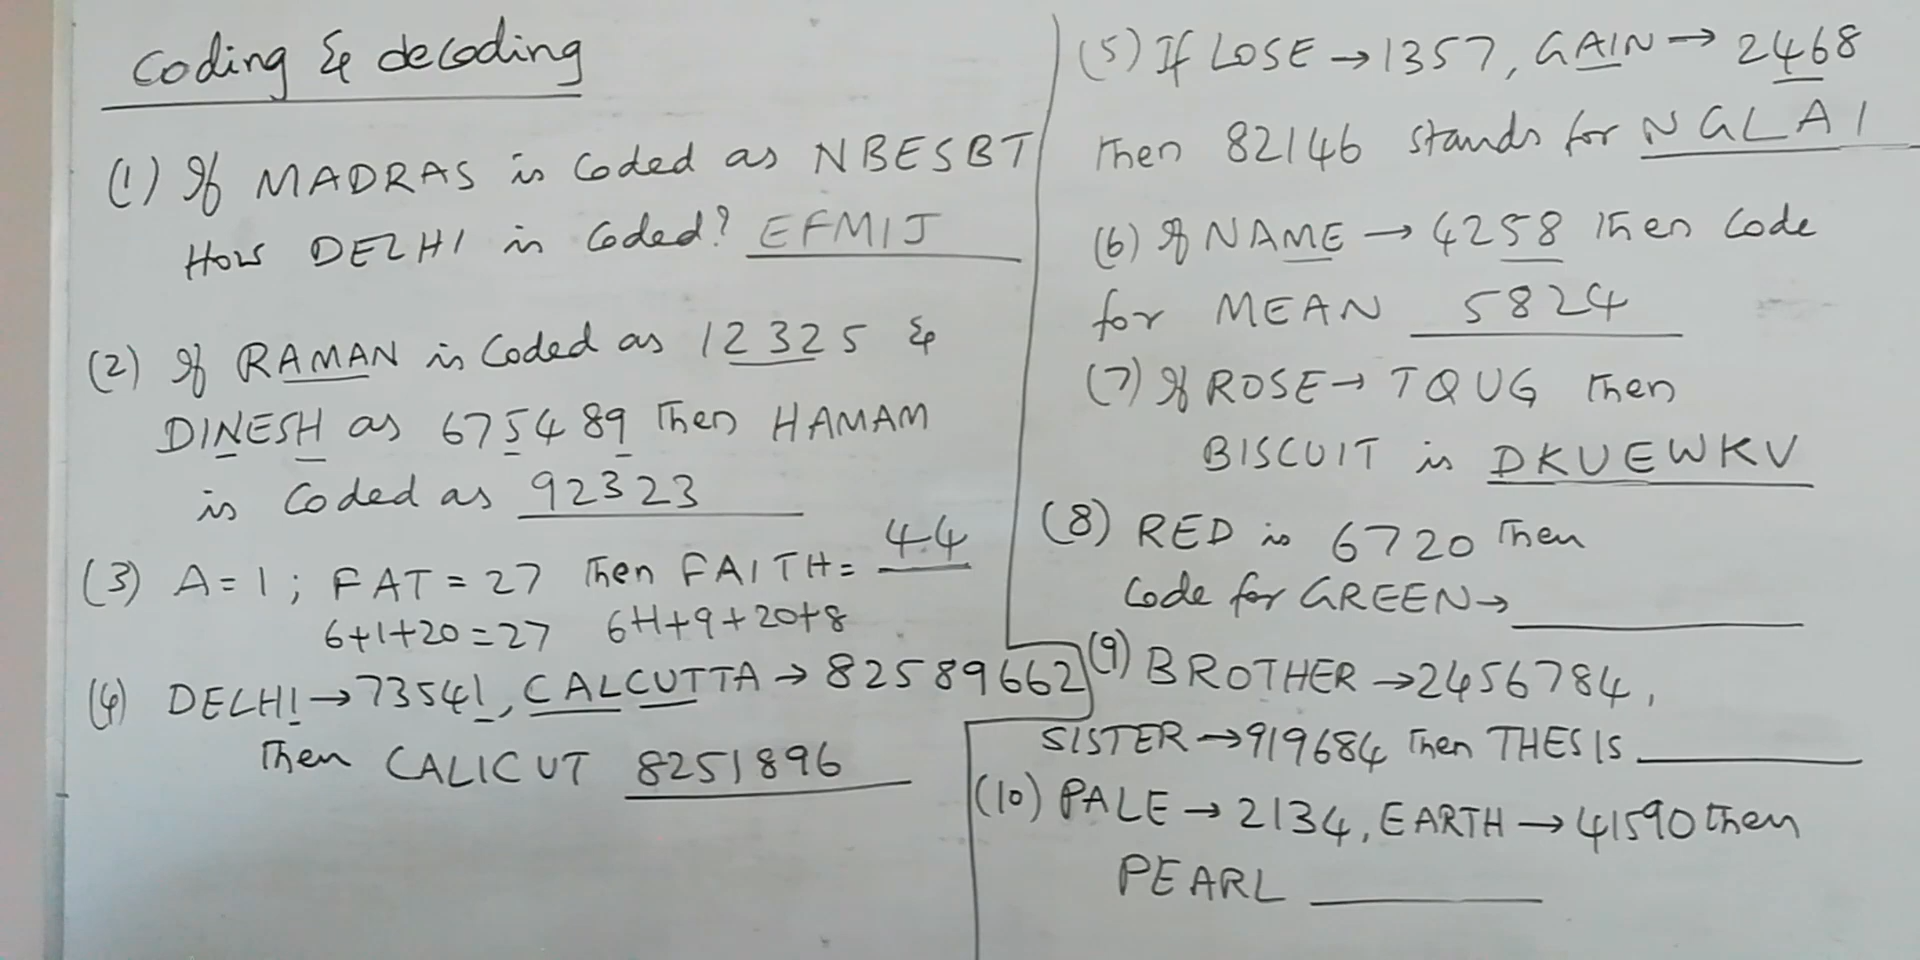 Coding & decoding
(1) If MADRAS is Coded as NBESBT
How DELHI is Coded? EFMIJ
(2) If RAMAN is Coded as 12325 &
DINESH as 675489 Then HAMAM
is Coded as 92323
(3) A=1; FAT=27 Then FAITH= 44
6+1+20=27 6+1+9+20+8
(4) DELHI→73541, CALCUTTA→82589662
Then CALICUT 8251896
(5) If LOSE→1357, GAIN→2468
Then 82146 stands for NGLAI
(6) If NAME→4258 Then Code
for MEAN 5824
(7) If ROSE→TQUG Then
BISCUIT is DKUEWKV
(8) RED is 6720 Then
Code for GREEN→
(9) BROTHER→2456784,
SISTER→919684 Then THESIS
(10) PALE→2134, EARTH→41590 then
PEARL